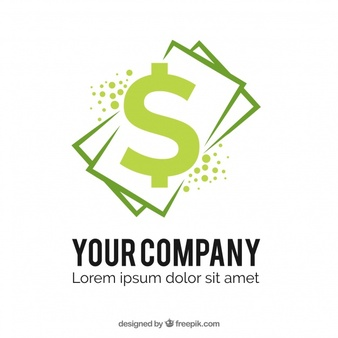 $
YOUR COMPANY
Lorem ipsum dolor sit amet
designed by freepik.com